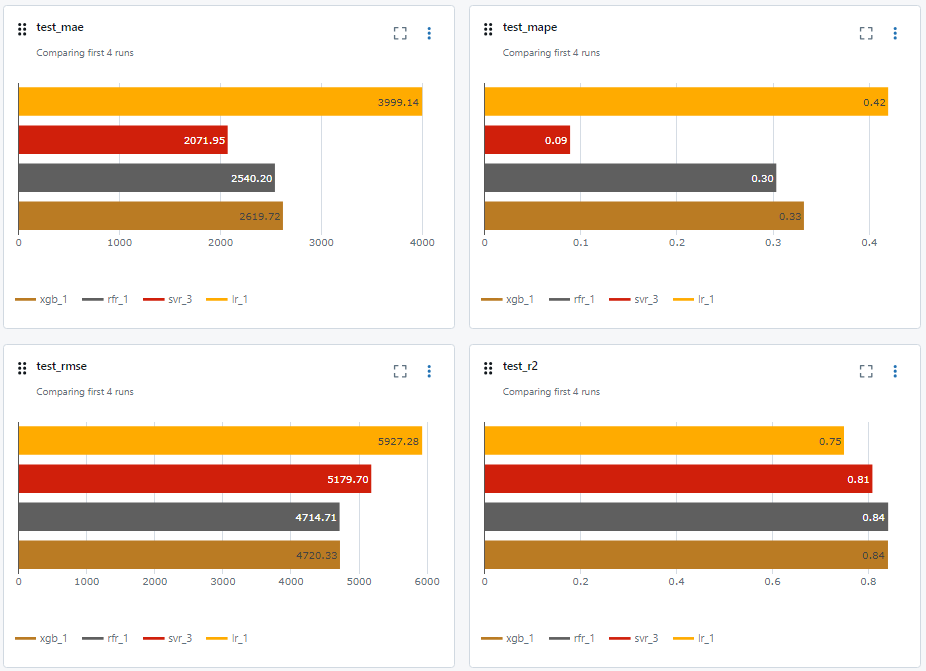 test_mae
Comparing first 4 runs
3999.14
2071.95
2540.20
2619.72
0 1000 2000 3000 4000
xgb_1 rfr_1 svr_3 lr_1
test_mape
Comparing first 4 runs
0.42
0.09
0.30
0.33
0 0.1 0.2 0.3 0.4
xgb_1 rfr_1 svr_3 lr_1
test_rmse
Comparing first 4 runs
5927.28
5179.70
4714.71
4720.33
0 1000 2000 3000 4000 5000 6000
xgb_1 rfr_1 svr_3 lr_1
test_r2
Comparing first 4 runs
0.75
0.81
0.84
0.84
0 0.2 0.4 0.6 0.8
xgb_1 rfr_1 svr_3 lr_1